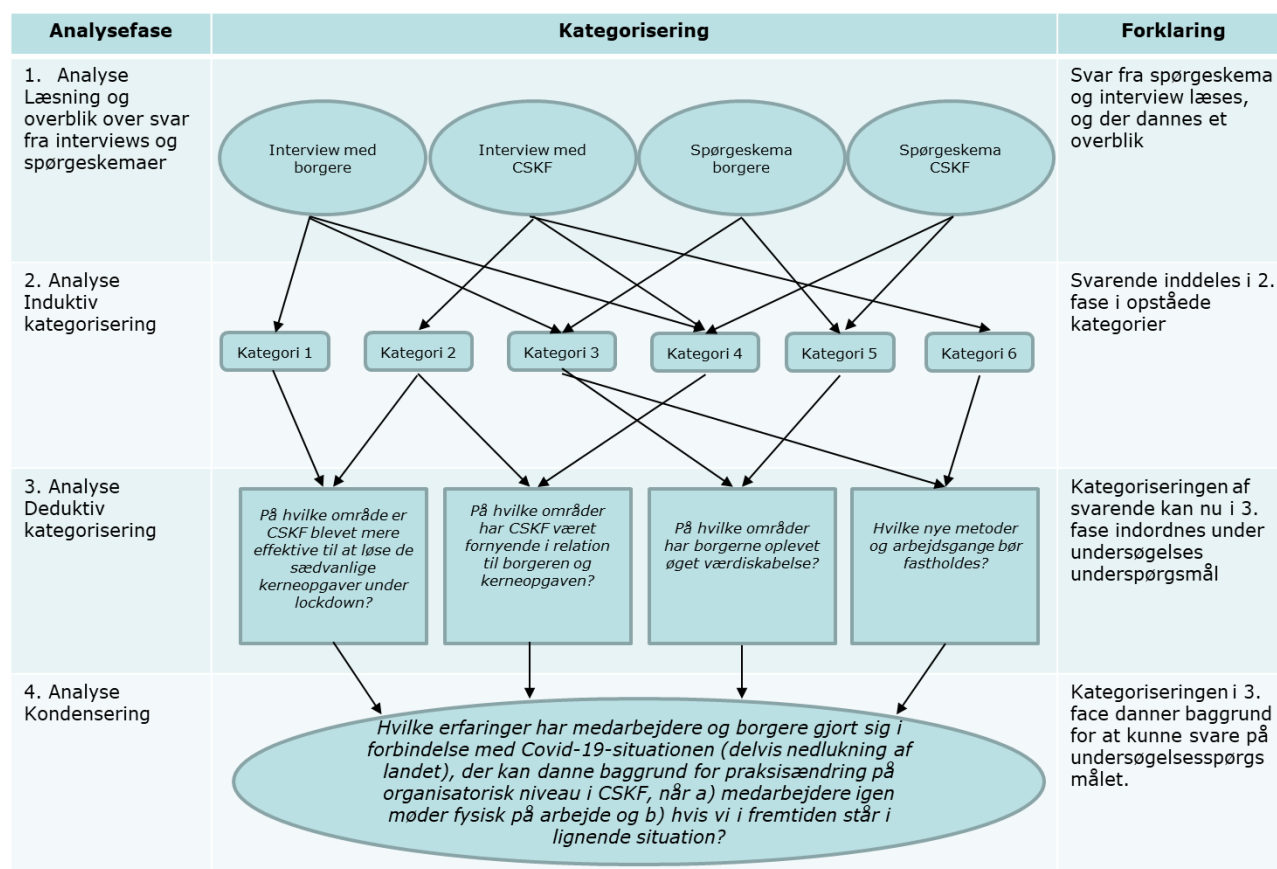 Analysefase
Kategorisering
Forklaring
1. Analyse
Læsning og
overblik over svar
fra interviews og
spørgeskemaer
Interview med
borgere
Interview med
CSKF
Spørgeskema
borgere
Spørgeskema
CSKF
Svar fra spørgeskema
og interview læses,
og der dannes et
overblik
2. Analyse
Induktiv
kategorisering
Kategori 1
Kategori 2
Kategori 3
Kategori 4
Kategori 5
Kategori 6
Svarende inddeles i 2.
fase i opståede
kategorier
3. Analyse
Deduktiv
kategorisering
På hvilke område er
CSKF blevet mere
effektive til at løse de
sædvanlige
kerneopgaver under
lockdown?
På hvilke områder
har CSKF været
fornyende i relation
til borgeren og
kerneopgaven?
På hvilke områder
har borgerne oplevet
øget værdiskabelse?
Hvilke nye metoder
og arbejdsgange bør
fastholdes?
Kategoriseringen af
svarende kan nu i 3.
fase indordnes under
undersøgelses
underspørgsmål
4. Analyse
Kondensering
Hvilke erfaringer har medarbejdere og borgere gjort sig i
forbindelse med Covid-19-situationen (delvis nedlukning af
landet), der kan danne baggrund for praksisændring på
organisatorisk niveau i CSKF, når a) medarbejdere igen
møder fysisk på arbejde og b) hvis vi i fremtiden står i
lignende situation?
Kategoriseringen i 3.
face danner baggrund
for at kunne svare på
undersøgelsesspørgs
målet.